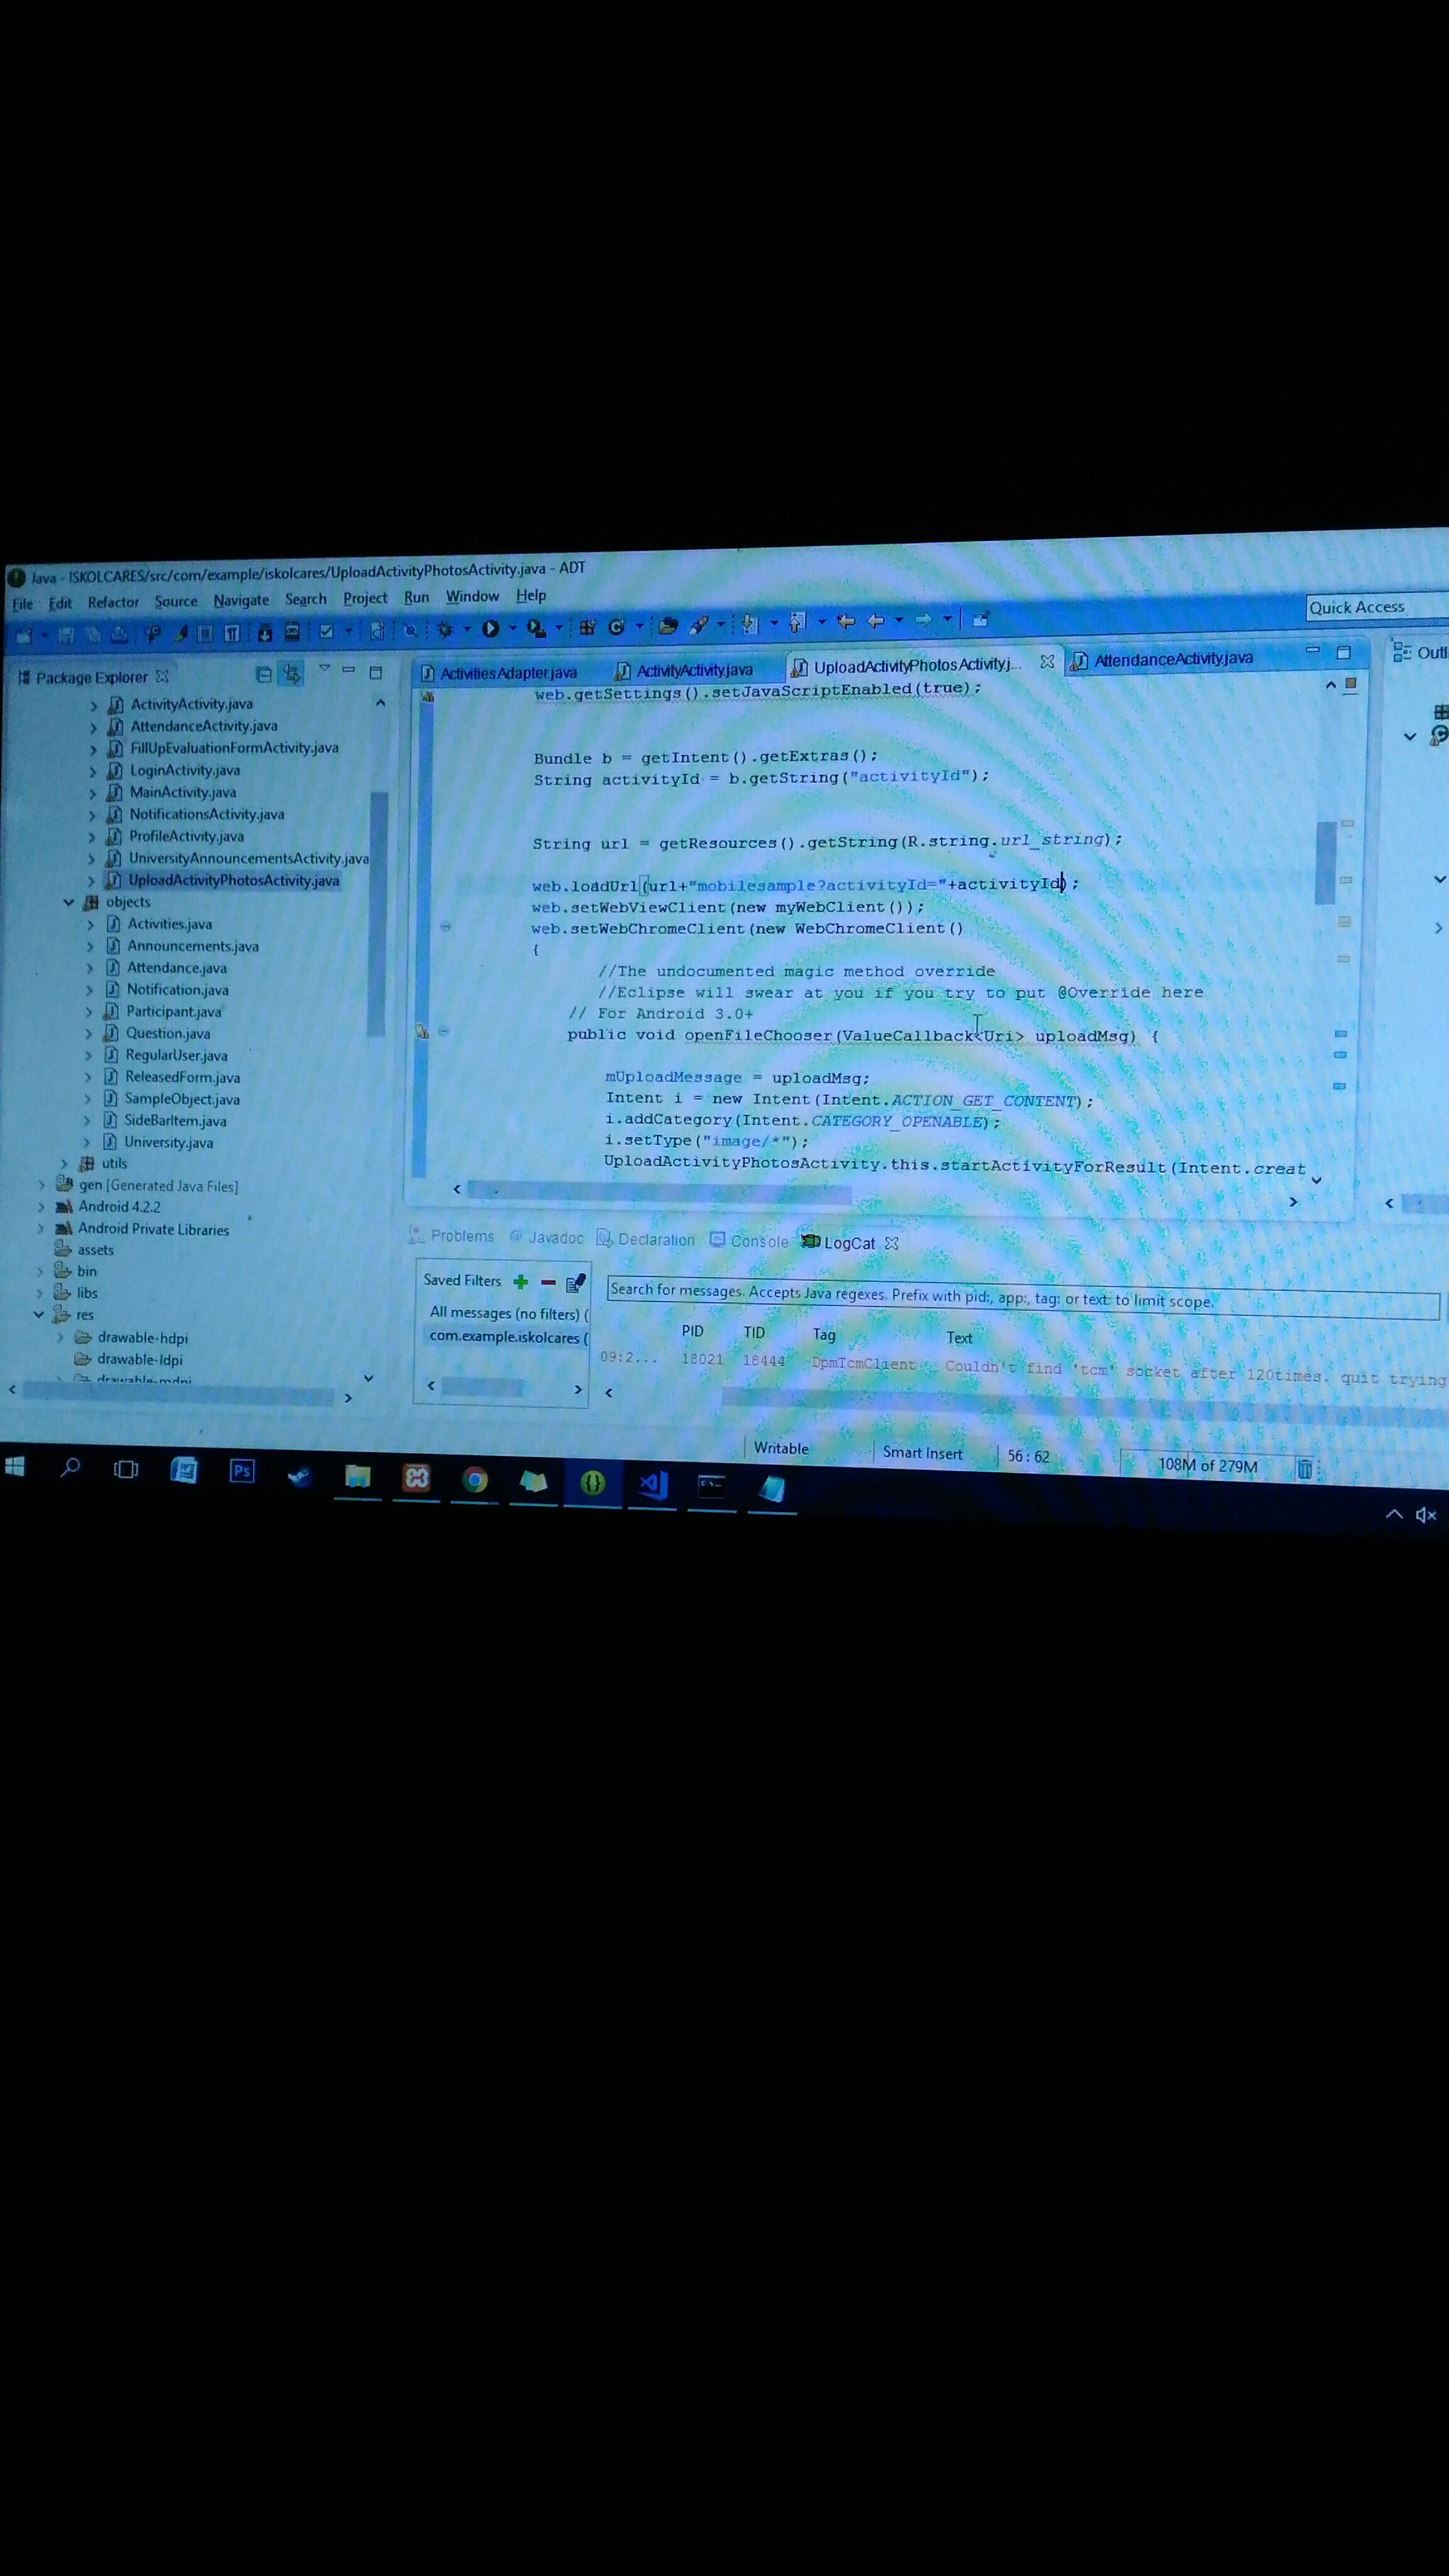 Java - ISKOLCARES/src/com/example/iskolcares/UploadActivityPhotosActivity.java - ADT
File Edit Refactor Source Navigate Search Project Run Window Help
Quick Access
Package Explorer
ActivityActivity.java
AttendanceActivity.java
FillUpEvaluationFormActivity.java
LoginActivity.java
MainActivity.java
NotificationsActivity.java
ProfileActivity.java
UniversityAnnouncementsActivity.java
UploadActivityPhotosActivity.java
objects
Activities.java
Announcements.java
Attendance.java
Notification.java
Participant.java
Question.java
RegularUser.java
ReleasedForm.java
SampleObject.java
SideBarItem.java
University.java
utils
gen [Generated Java Files]
Android 4.2.2
Android Private Libraries
assets
bin
libs
res
drawable-hdpi
drawable-ldpi
drawable-mdpi
ActivitiesAdapter.java ActivityActivity.java UploadActivityPhotosActivity.j... AttendanceActivity.java
Outl
web.getSettings().setJavaScriptEnabled(true);
Bundle b = getIntent().getExtras();
String activityId = b.getString("activityId");
String url = getResources().getString(R.string.url_string);
web.loadUrl(url+"mobilesample?activityId="+activityId);
web.setWebViewClient(new myWebClient());
web.setWebChromeClient(new WebChromeClient()
{
//The undocumented magic method override
//Eclipse will swear at you if you try to put @Override here
// For Android 3.0+
public void openFileChooser(ValueCallback<Uri> uploadMsg) {
mUploadMessage = uploadMsg;
Intent i = new Intent(Intent.ACTION_GET_CONTENT);
i.addCategory(Intent.CATEGORY_OPENABLE);
i.setType("image/*");
UploadActivityPhotosActivity.this.startActivityForResult(Intent.creat
Problems @ Javadoc Declaration Console LogCat
Saved Filters
All messages (no filters) (
com.example.iskolcares (
Search for messages. Accepts Java regexes. Prefix with pid:, app:, tag: or text: to limit scope.
PID TID Tag Text
09:2... 18021 18444 DpmTcmClient Couldn't find 'tcm' socket after 120times. quit trying
Writable Smart Insert 56 : 62 108M of 279M
Ps